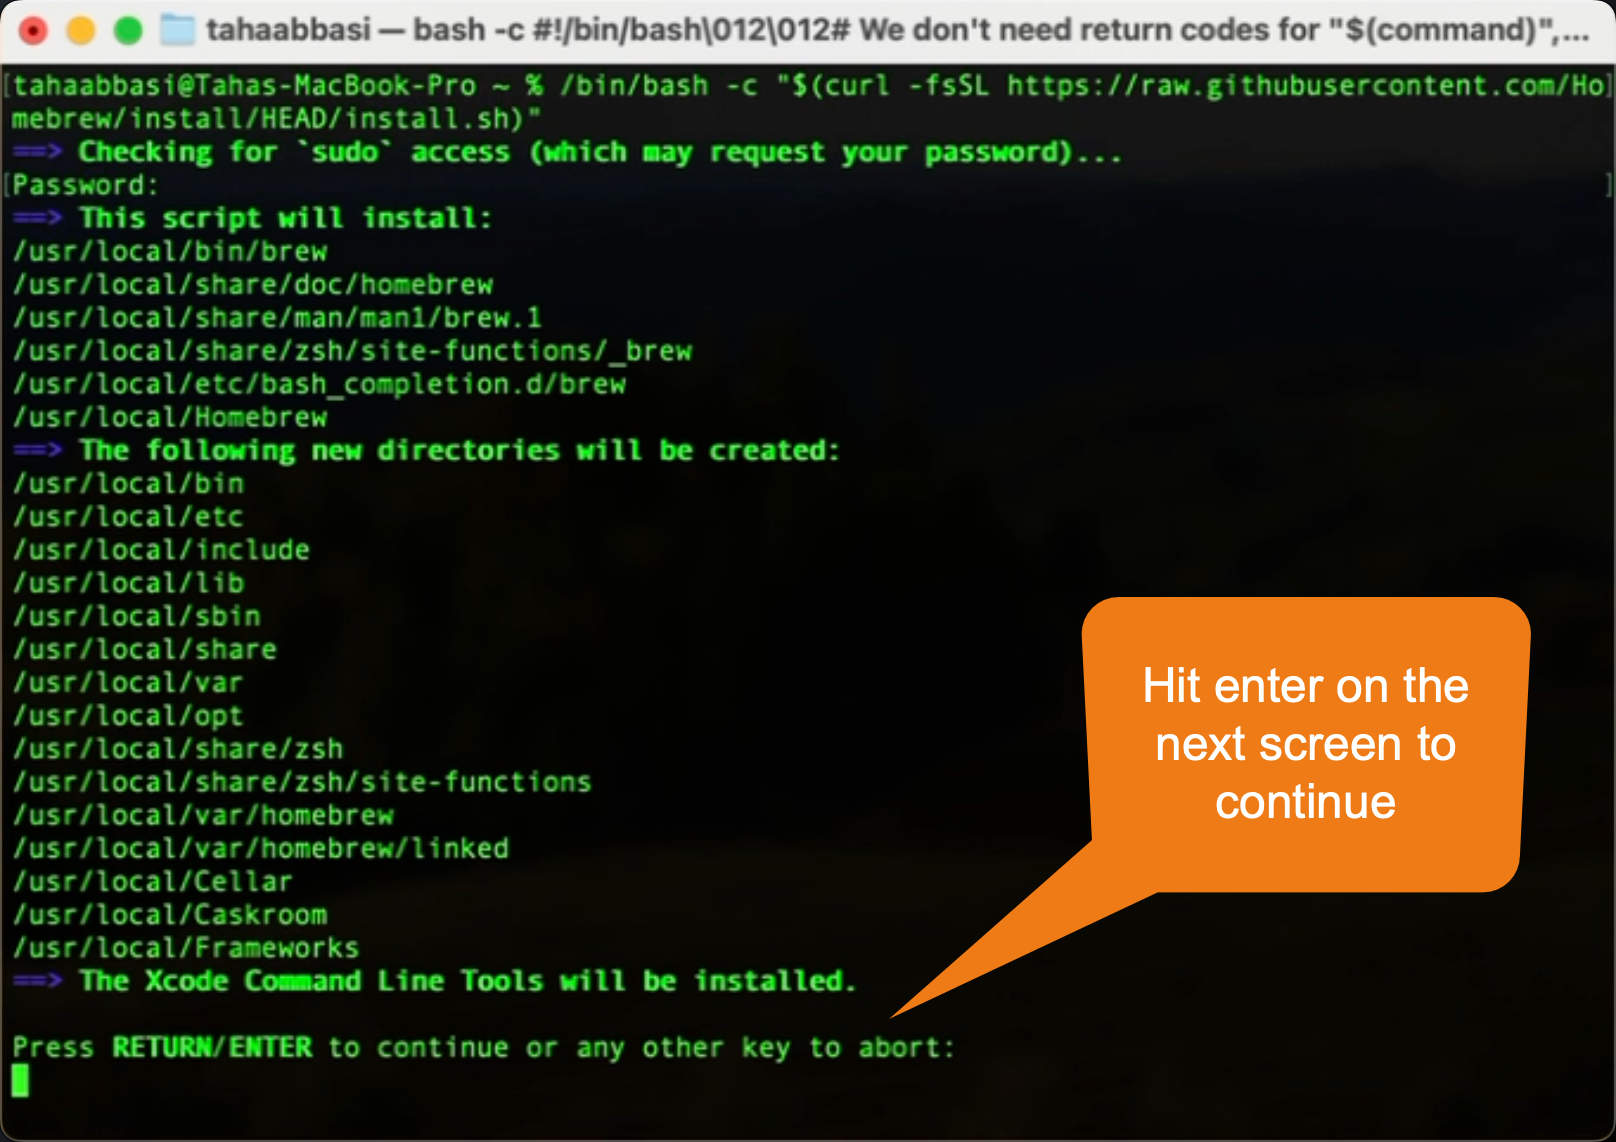 tahaabbasi — bash -c #!/bin/bash\012\012# We don't need return codes for "$(command)",...
[tahaabbasi@Tahas-MacBook-Pro ~ % /bin/bash -c "$(curl -fsSL https://raw.githubusercontent.com/Ho]
mebrew/install/HEAD/install.sh)"
==> Checking for `sudo` access (which may request your password)...
[Password: ]
==> This script will install:
/usr/local/bin/brew
/usr/local/share/doc/homebrew
/usr/local/share/man/man1/brew.1
/usr/local/share/zsh/site-functions/_brew
/usr/local/etc/bash_completion.d/brew
/usr/local/Homebrew
==> The following new directories will be created:
/usr/local/bin
/usr/local/etc
/usr/local/include
/usr/local/lib
/usr/local/sbin
/usr/local/share
/usr/local/var
/usr/local/opt
/usr/local/share/zsh
/usr/local/share/zsh/site-functions
/usr/local/var/homebrew
/usr/local/var/homebrew/linked
/usr/local/Cellar
/usr/local/Caskroom
/usr/local/Frameworks
==> The Xcode Command Line Tools will be installed.
Press RETURN/ENTER to continue or any other key to abort:
Hit enter on the
next screen to
continue